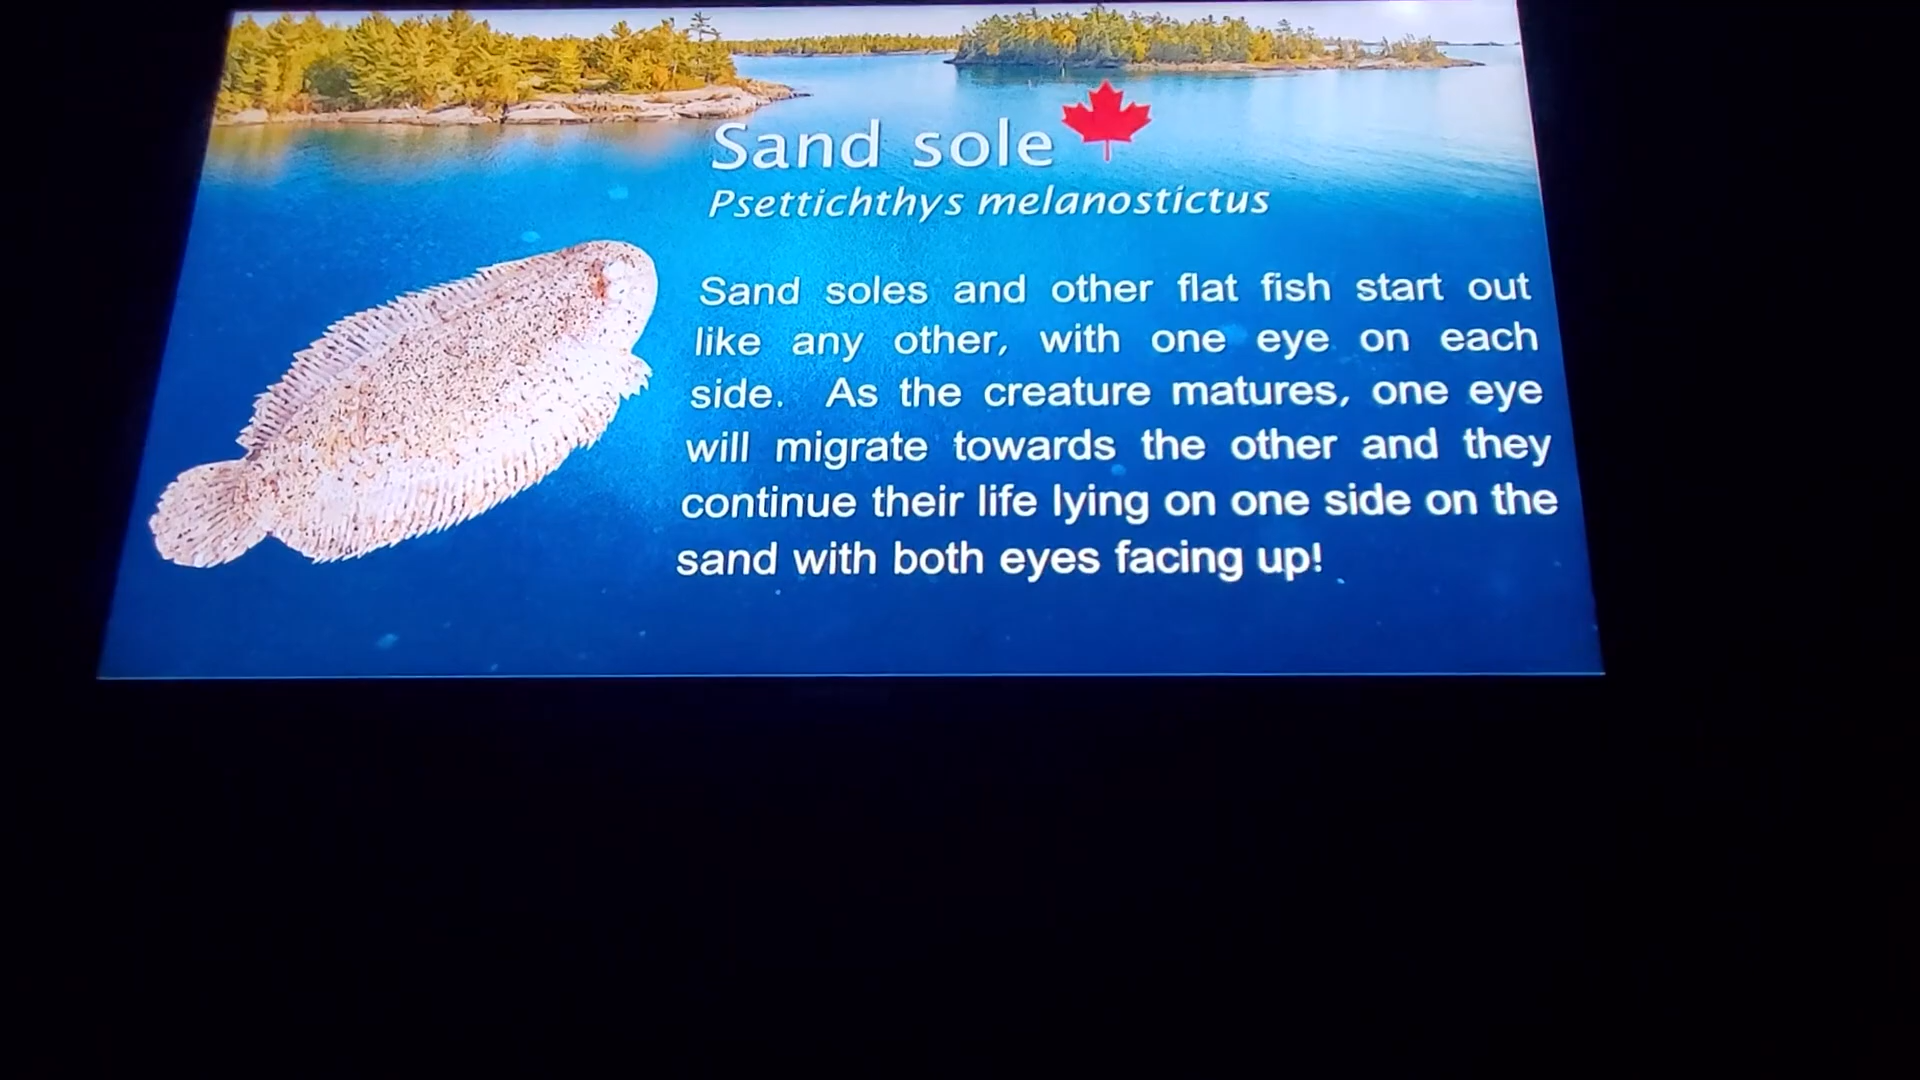 Sand sole
Psettichthys melanostictus
Sand soles and other flat fish start out
like any other, with one eye on each
side. As the creature matures, one eye
will migrate towards the other and they
continue their life lying on one side on the
sand with both eyes facing up!